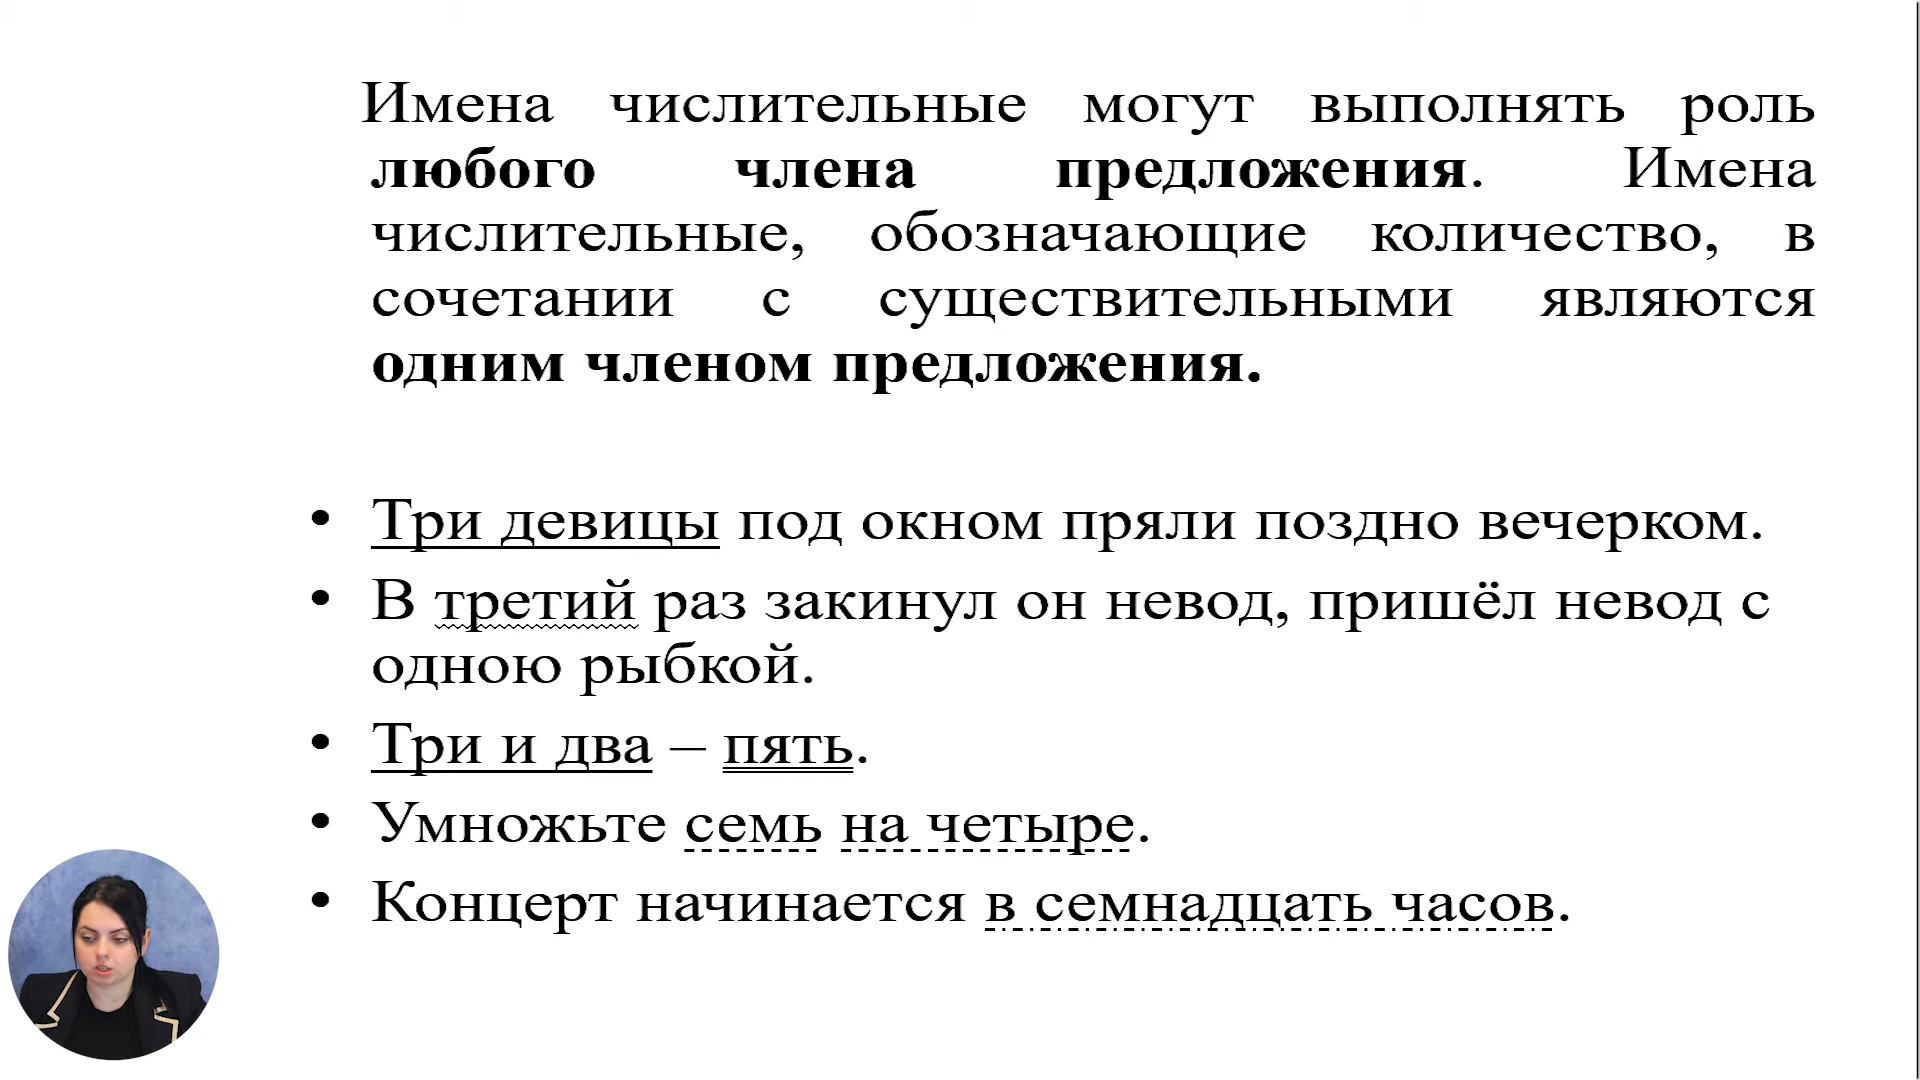 Имена числительные могут выполнять роль
любого члена предложения. Имена
числительные, обозначающие количество, в
сочетании с существительными являются
одним членом предложения.
• Три девицы под окном пряли поздно вечерком.
• В третий раз закинул он невод, пришёл невод с
одною рыбкой.
• Три и два – пять.
• Умножьте семь на четыре.
• Концерт начинается в семнадцать часов.